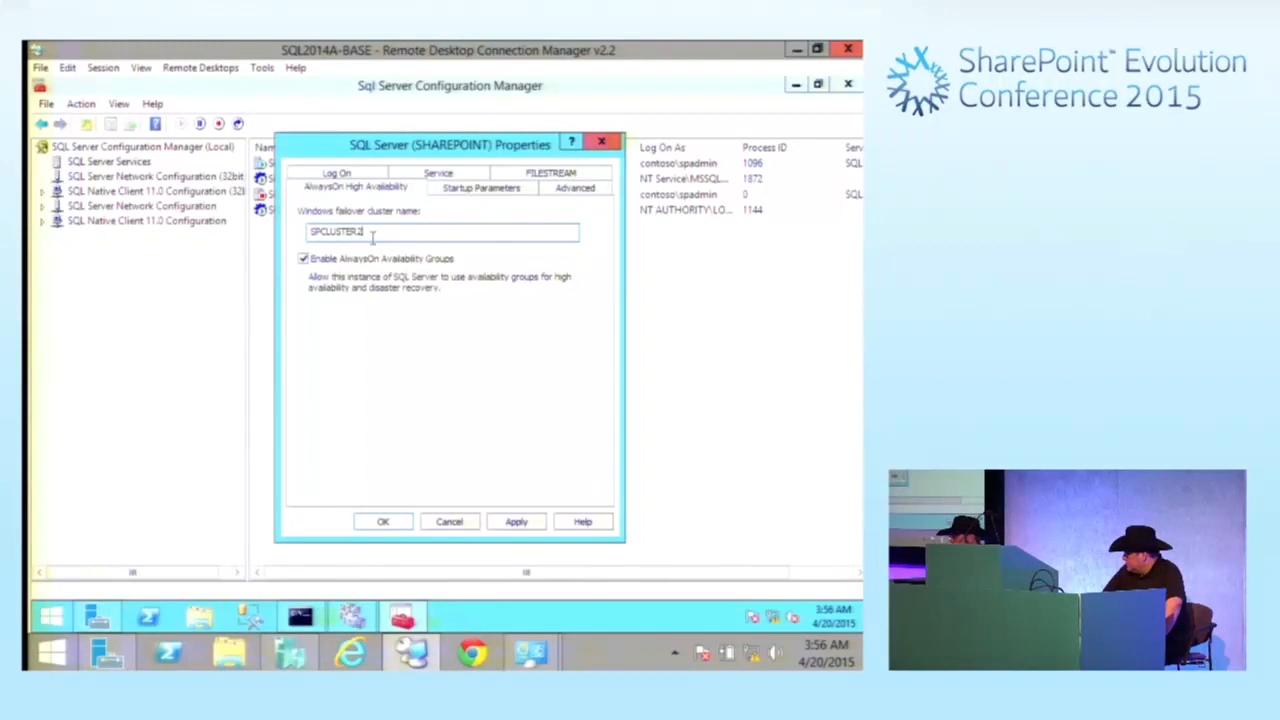 SQL2014A-BASE - Remote Desktop Connection Manager v2.2
File Edit Session View Remote Desktops Tools Help
Sql Server Configuration Manager
File Action View Help
SQL Server Configuration Manager (Local)
SQL Server Services
SQL Server Network Configuration (32bit
SQL Native Client 11.0 Configuration (32
SQL Server Network Configuration
SQL Native Client 11.0 Configuration
Nam
SQL Server (SHAREPOINT) Properties
Log On Service FILESTREAM
AlwaysOn High Availability Startup Parameters Advanced
Windows failover cluster name:
SPCLUSTER2
Enable AlwaysOn Availability Groups
Allow this instance of SQL Server to use availability groups for high
availability and disaster recovery.
OK Cancel Apply Help
Log On As Process ID Serv
contoso\spadmin 1096 SQL
NT Service\MSSQL... 1872
contoso\spadmin 0 SQL
NT AUTHORITY\LO... 1144
3:56 AM
4/20/2015
3:56 AM
4/20/2015
SharePoint™ Evolution
Conference 2015